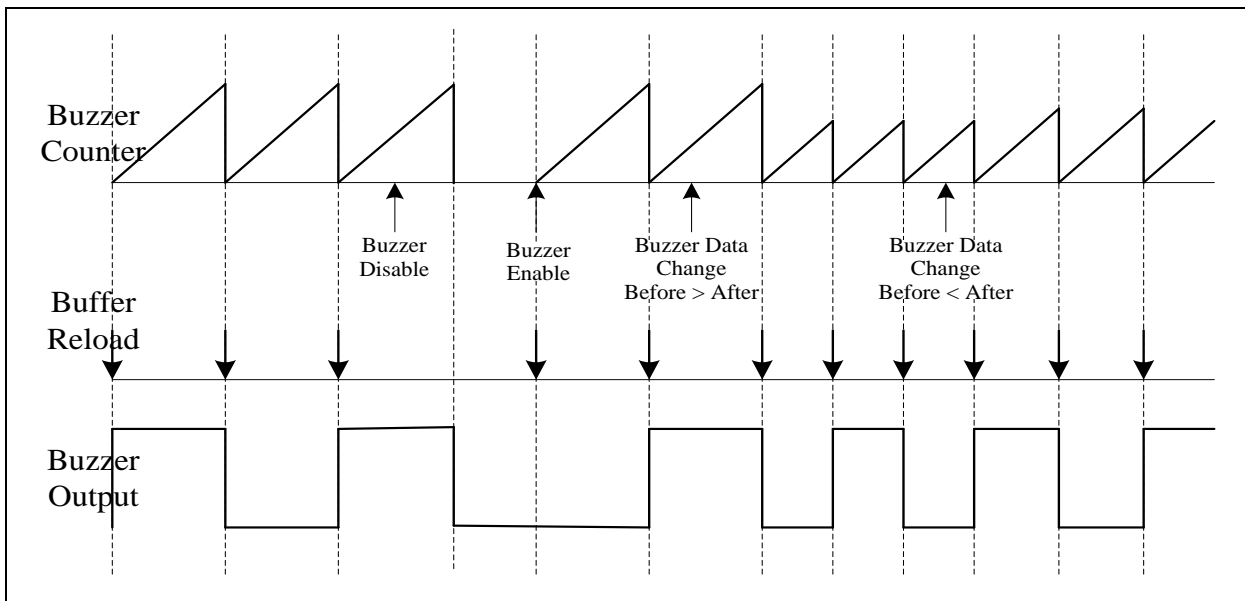 Buzzer
Counter
Buzzer
Disable
Buzzer
Enable
Buzzer Data
Change
Before > After
Buzzer Data
Change
Before < After
Buffer
Reload
Buzzer
Output